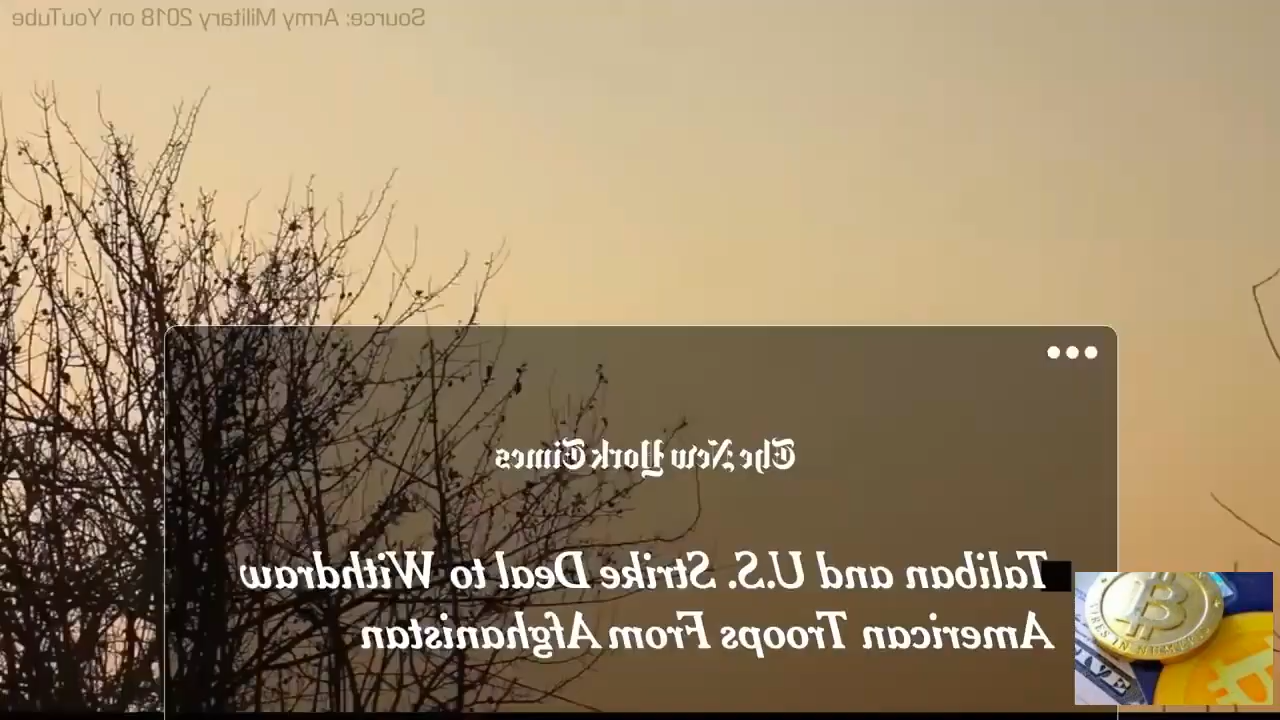 Source: Army Military 2018 on YouTube
The New York Times
Taliban and U.S. Strike Deal to Withdraw
American Troops From Afghanistan